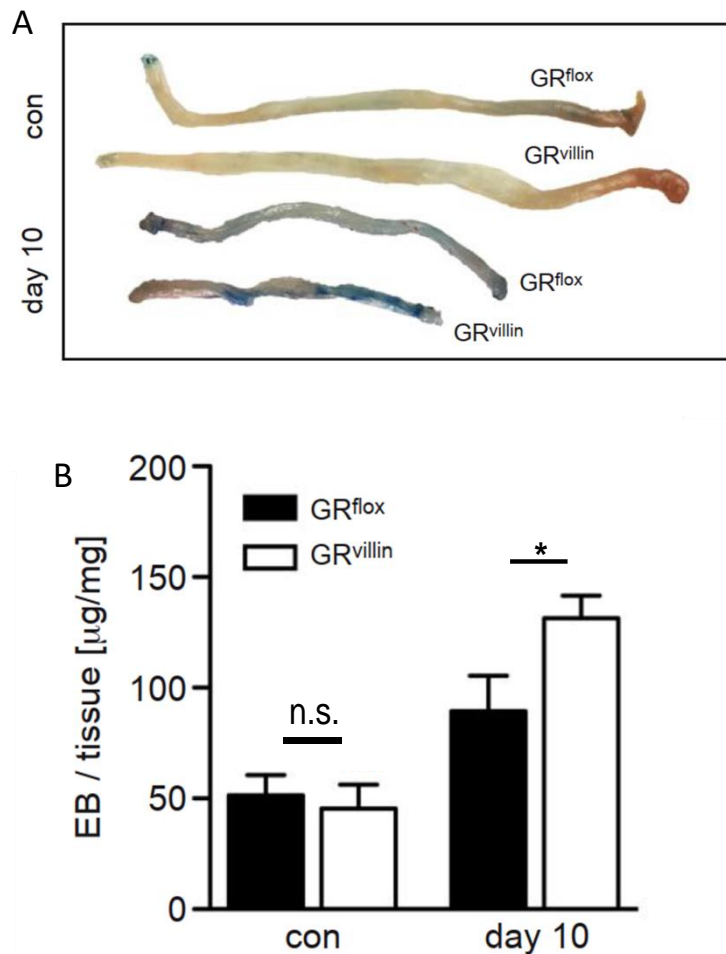 A
con
GRflox
GRvillin
day 10
GRflox
GRvillin
B
EB / tissue [µg/mg]
200
150
100
50
0
GRflox
GRvillin
n.s.
*
con
day 10